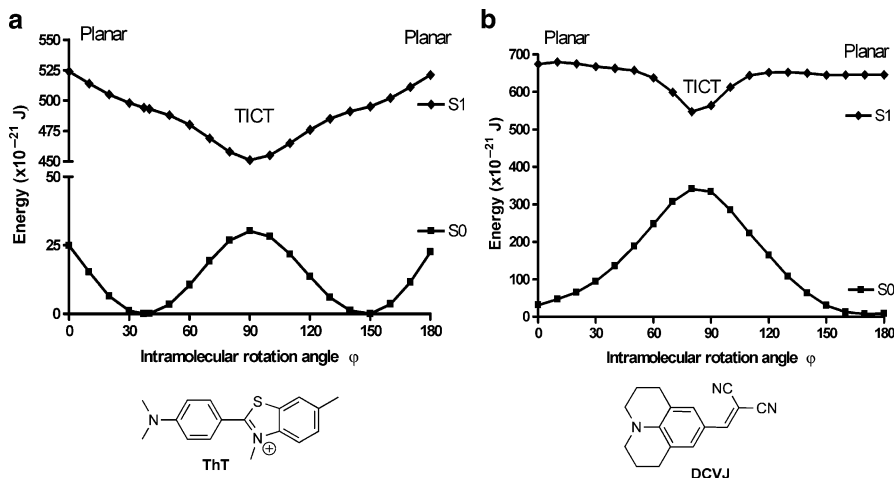 a
Planar
Planar
TICT
S1
S0
Energy (x10⁻²¹ J)
550
525
500
475
450
50
25
0
0 30 60 90 120 150 180
Intramolecular rotation angle φ
N
S
N
⊕
ThT
b
Planar
Planar
TICT
S1
S0
Energy (x10⁻²¹ J)
700
600
500
400
300
200
100
0
0 30 60 90 120 150 180
Intramolecular rotation angle φ
NC
CN
N
DCVJ